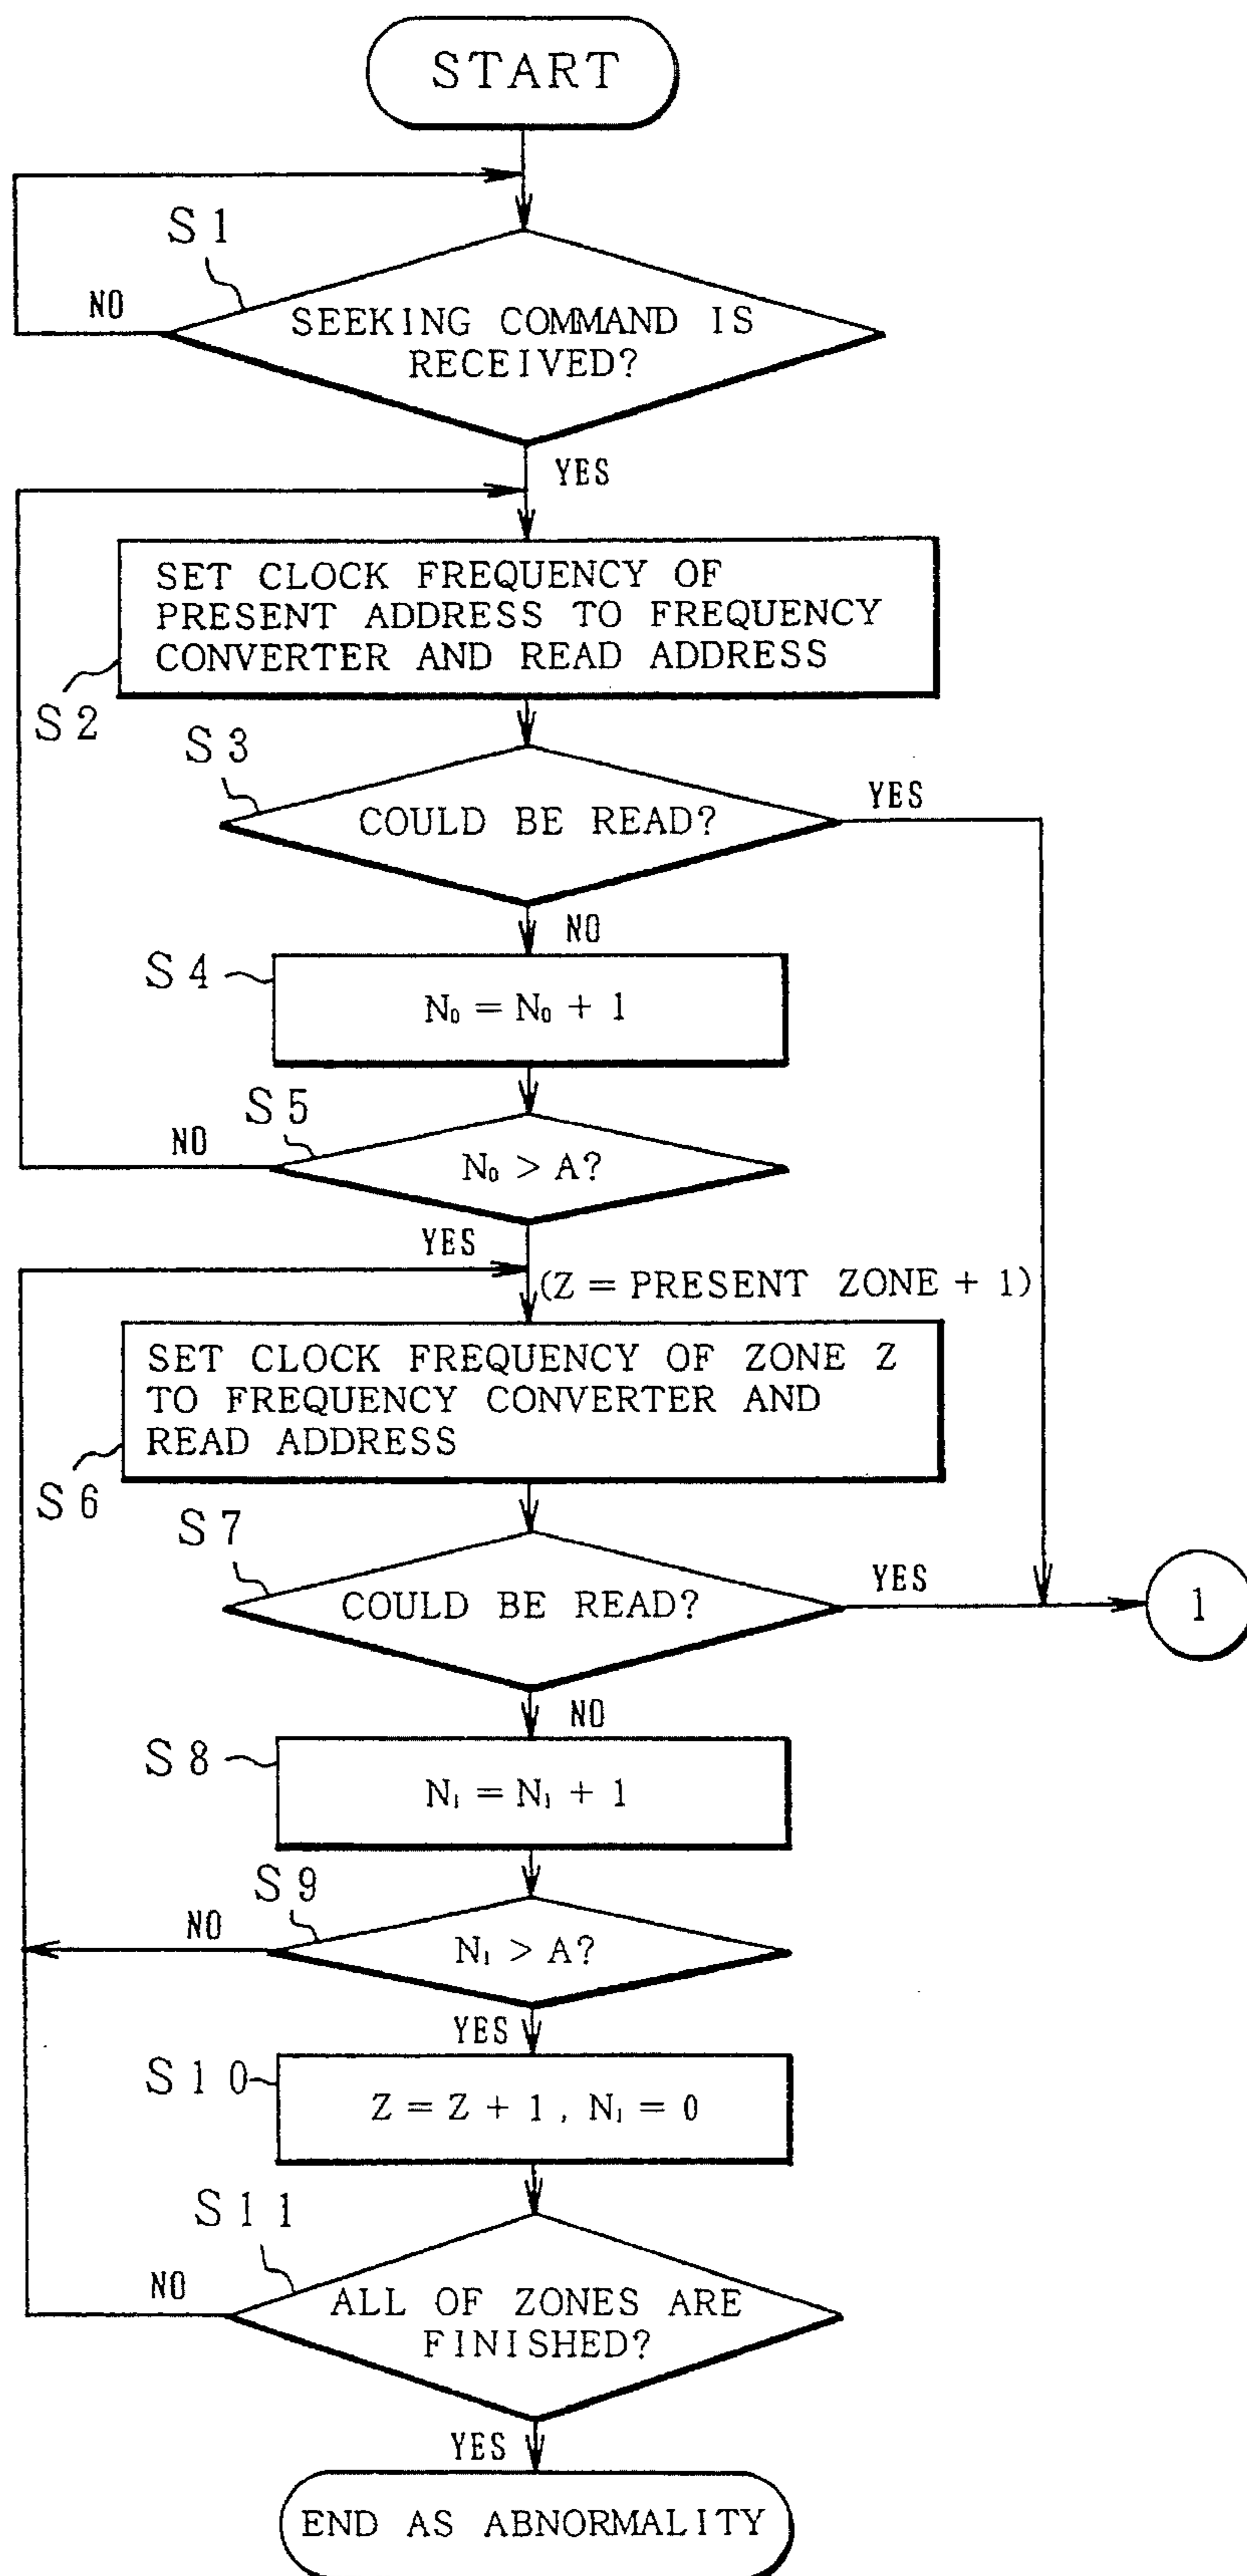 START
S1
NO
SEEKING COMMAND IS
RECEIVED?
YES
SET CLOCK FREQUENCY OF
PRESENT ADDRESS TO FREQUENCY
CONVERTER AND READ ADDRESS
S2
S3
COULD BE READ?
YES
NO
S4
N₀ = N₀ + 1
S5
NO
N₀ > A?
YES
(Z = PRESENT ZONE + 1)
SET CLOCK FREQUENCY OF ZONE Z
TO FREQUENCY CONVERTER AND
READ ADDRESS
S6
S7
COULD BE READ?
YES
1
NO
S8
N₁ = N₁ + 1
S9
NO
N₁ > A?
YES
S10
Z = Z + 1, N₁ = 0
S11
NO
ALL OF ZONES ARE
FINISHED?
YES
END AS ABNORMALITY